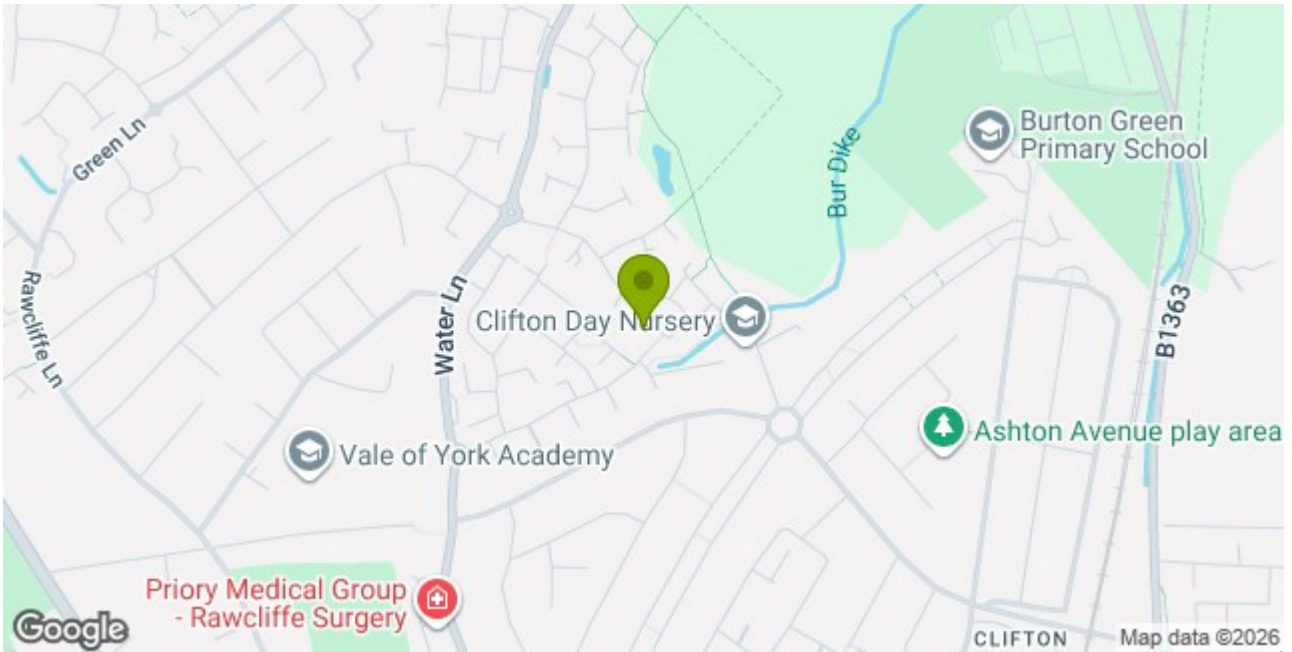 Green Ln
Burton Green
Primary School
Bur Dike
Rawcliffe Ln
Water Ln
Clifton Day Nursery
B1363
Ashton Avenue play area
Vale of York Academy
Priory Medical Group
- Rawcliffe Surgery
Google
CLIFTON
Map data ©2026